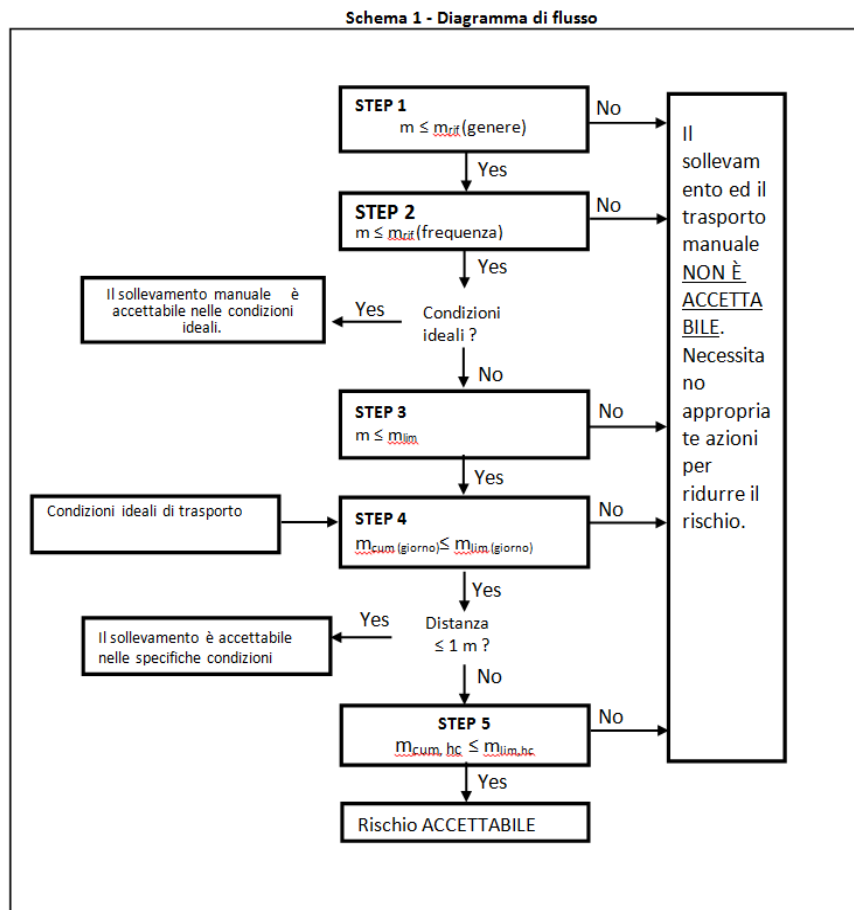 Schema 1 - Diagramma di flusso
STEP 1
m ≤ mrif(genere)
No
Yes
STEP 2
m ≤ mrif(frequenza)
No
Yes
Il sollevamento manuale è
accettabile nelle condizioni
ideali.
Yes
Condizioni
ideali ?
No
STEP 3
m ≤ mlim
No
Yes
Condizioni ideali di trasporto
STEP 4
mcum (giorno)≤ mlim (giorno)
No
Yes
Il sollevamento è accettabile
nelle specifiche condizioni
Yes
Distanza
≤ 1 m ?
No
STEP 5
mcum, hc ≤ mlim,hc
No
Yes
Rischio ACCETTABILE
Il
sollevam
ento ed il
trasporto
manuale
NON È
ACCETTA
BILE.
Necessita
no
appropria
te azioni
per
ridurre il
rischio.